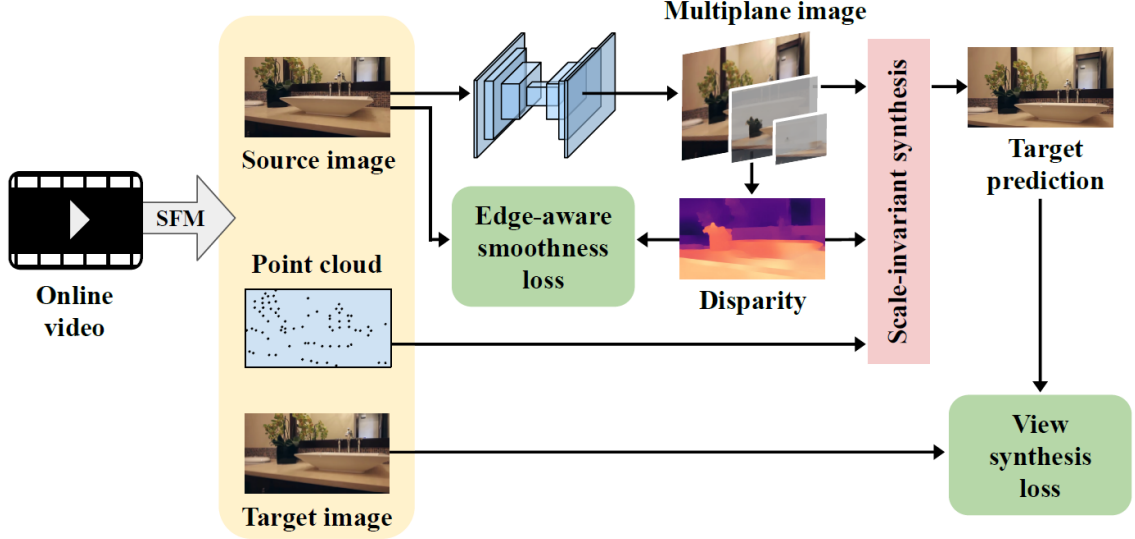 Multiplane image
Source image
SFM
Online
video
Point cloud
Edge-aware
smoothness
loss
Disparity
Scale-invariant synthesis
Target
prediction
Target image
View
synthesis
loss